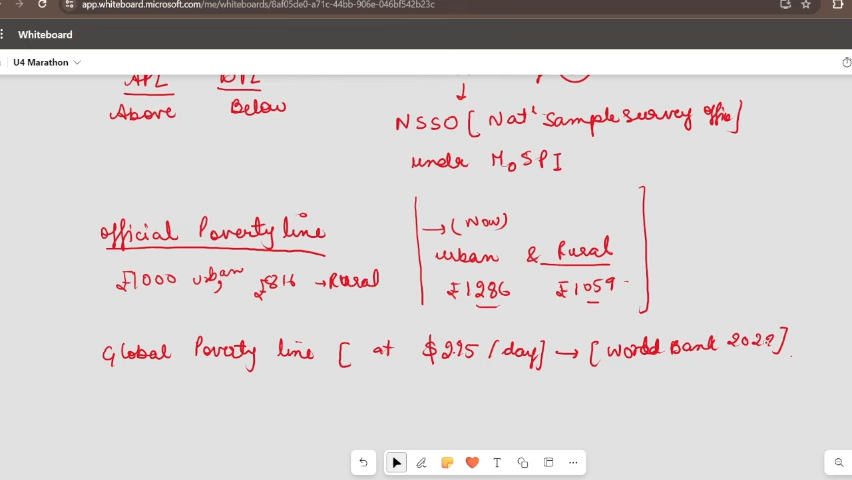 app.whiteboard.microsoft.com/me/whiteboards/8af05de0-a71c-44bb-906e-046bf542b23c
Whiteboard
U4 Marathon
APL BPL
Above Below
NSSO [ Nat' Sample Survey Office]
under MoSPI
official Poverty line
₹1000 urban, ₹816 → Rural
→ (Now)
urban & Rural
₹1286 ₹1059
Global Poverty line [ at $2.15 / day] → [World Bank 2022].